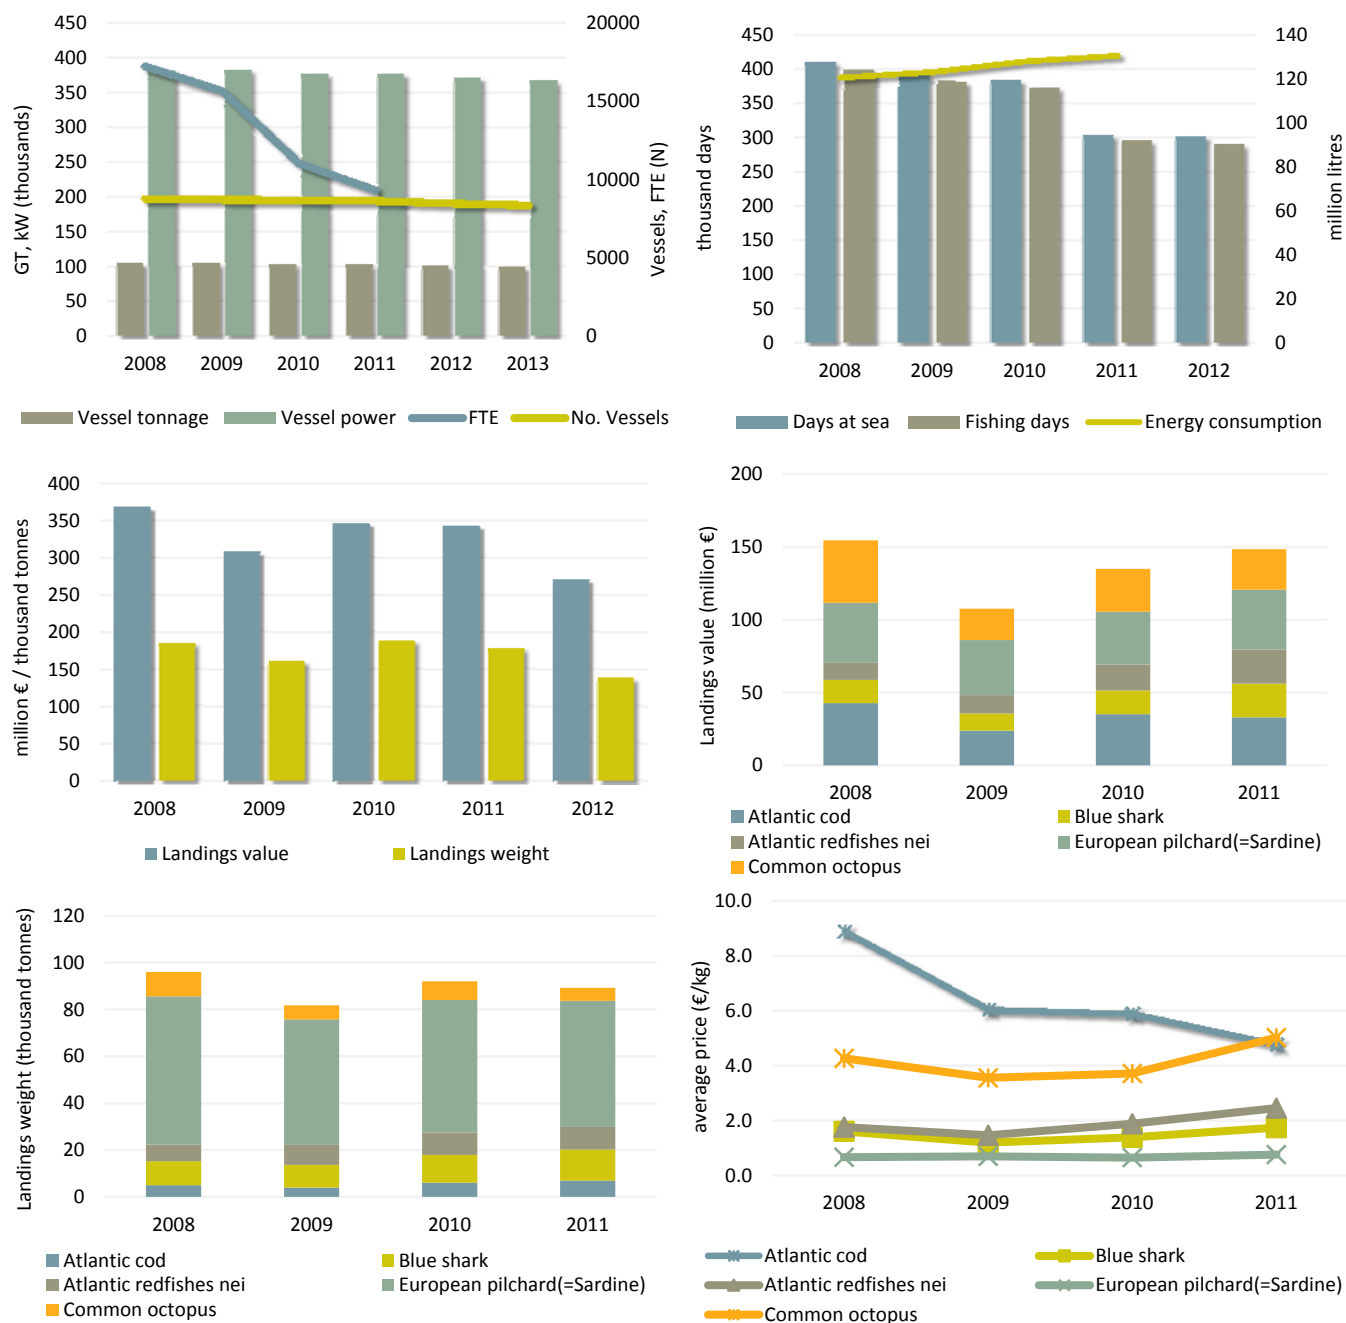 450
400
350
300
250
200
150
100
50
0
GT, kW (thousands)
20000
15000
10000
5000
0
Vessels, FTE (N)
2008 2009 2010 2011 2012 2013
Vessel tonnage Vessel power FTE No. Vessels
450
400
350
300
250
200
150
100
50
0
thousand days
140
120
100
80
60
40
20
0
million litres
2008 2009 2010 2011 2012
Days at sea Fishing days Energy consumption
400
350
300
250
200
150
100
50
0
million € / thousand tonnes
2008 2009 2010 2011 2012
Landings value Landings weight
200
150
100
50
0
Landings value (million €)
2008 2009 2010 2011
Atlantic cod Blue shark
Atlantic redfishes nei European pilchard(=Sardine)
Common octopus
120
100
80
60
40
20
0
Landings weight (thousand tonnes)
2008 2009 2010 2011
Atlantic cod Blue shark
Atlantic redfishes nei European pilchard(=Sardine)
Common octopus
10.0
8.0
6.0
4.0
2.0
0.0
average price (€/kg)
2008 2009 2010 2011
Atlantic cod Blue shark
Atlantic redfishes nei European pilchard(=Sardine)
Common octopus